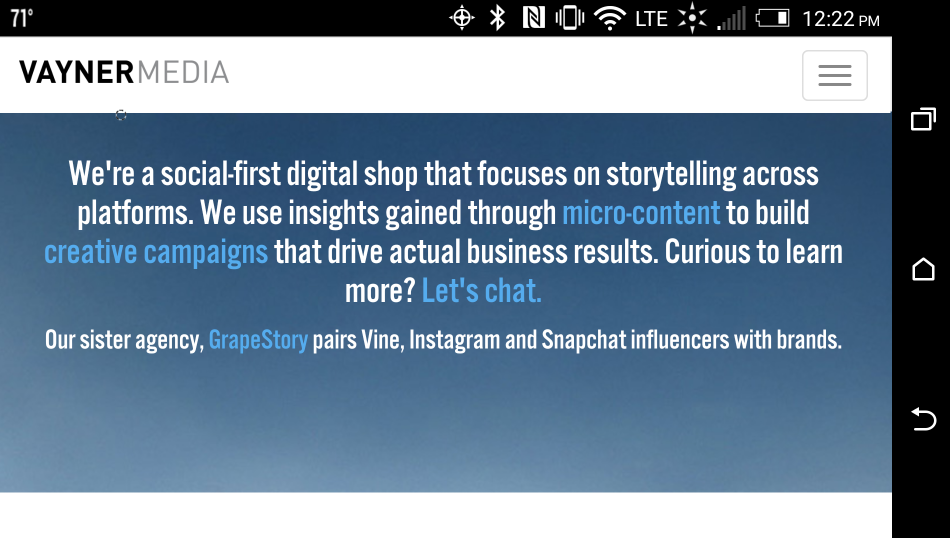 71°
LTE
12:22 PM
VAYNERMEDIA
We're a social-first digital shop that focuses on storytelling across
platforms. We use insights gained through micro-content to build
creative campaigns that drive actual business results. Curious to learn
more? Let's chat.
Our sister agency, GrapeStory pairs Vine, Instagram and Snapchat influencers with brands.